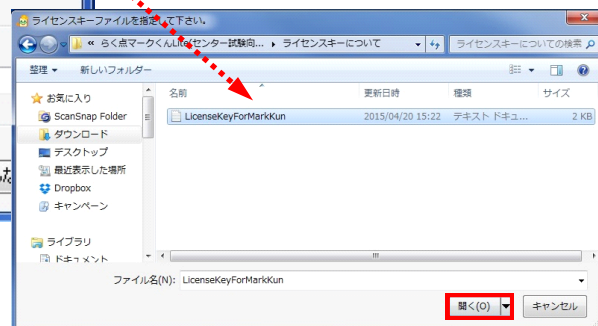 ライセンスキーファイルを指定して下さい。
« らく点マークくんLite(センター試験向... ▸ ライセンスキーについて
ライセンスキーについての検索
整理 新しいフォルダー
名前 更新日時 種類 サイズ
お気に入り
ScanSnap Folder
ダウンロード
デスクトップ
最近表示した場所
Dropbox
キャンペーン
ライブラリ
ドキュメント
LicenseKeyForMarkKun 2015/04/20 15:22 テキスト ドキュ... 2 KB
ファイル名(N): LicenseKeyForMarkKun
開く(O) キャンセル